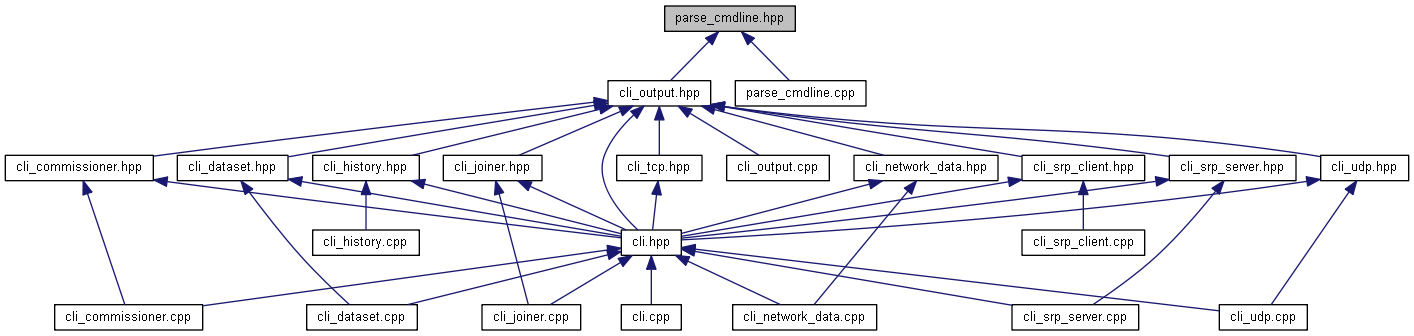 parse_cmdline.hpp
cli_output.hpp
parse_cmdline.cpp
cli_commissioner.hpp
cli_dataset.hpp
cli_history.hpp
cli_joiner.hpp
cli_tcp.hpp
cli_output.cpp
cli_network_data.hpp
cli_srp_client.hpp
cli_srp_server.hpp
cli_udp.hpp
cli_history.cpp
cli.hpp
cli_srp_client.cpp
cli_commissioner.cpp
cli_dataset.cpp
cli_joiner.cpp
cli.cpp
cli_network_data.cpp
cli_srp_server.cpp
cli_udp.cpp